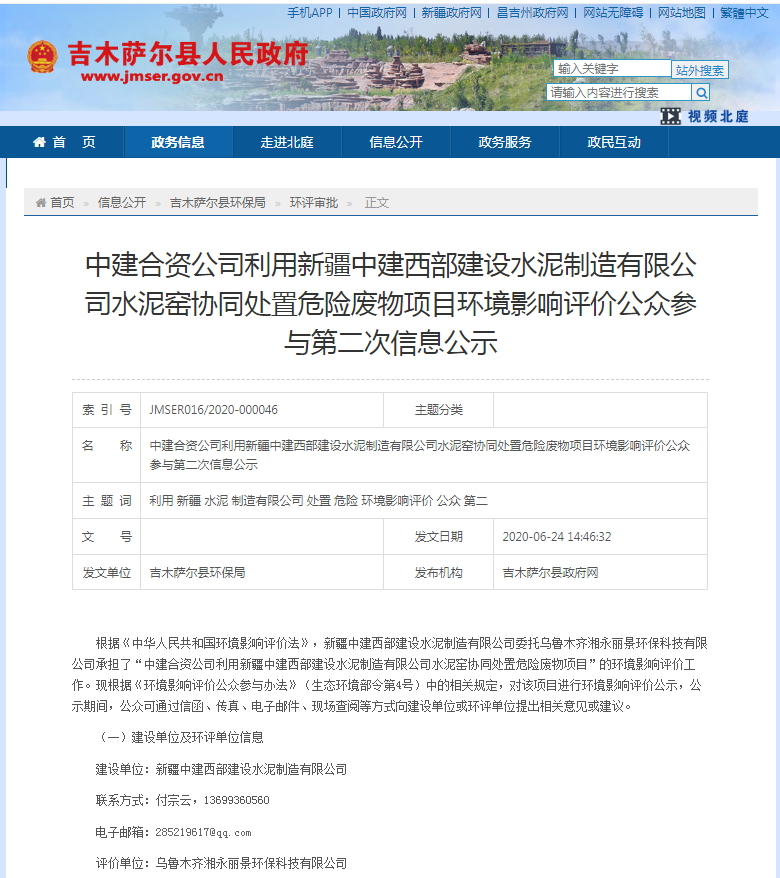 手机APP | 中国政府网 | 新疆政府网 | 昌吉州政府网 | 网站无障碍 | 网站地图 | 繁體中文
吉木萨尔县人民政府
www.jmser.gov.cn
输入关键字 站外搜索
请输入内容进行搜索
视频北庭
首 页 政务信息 走进北庭 信息公开 政务服务 政民互动
首页 » 信息公开 » 吉木萨尔县环保局 » 环评审批 » 正文
中建合资公司利用新疆中建西部建设水泥制造有限公
司水泥窑协同处置危险废物项目环境影响评价公众参
与第二次信息公示
索 引 号 JMSER016/2020-000046 主题分类
名 称 中建合资公司利用新疆中建西部建设水泥制造有限公司水泥窑协同处置危险废物项目环境影响评价公众
参与第二次信息公示
主 题 词 利用 新疆 水泥 制造有限公司 处置 危险 环境影响评价 公众 第二
文 号 发文日期 2020-06-24 14:46:32
发文单位 吉木萨尔县环保局 发布机构 吉木萨尔县政府网
根据《中华人民共和国环境影响评价法》，新疆中建西部建设水泥制造有限公司委托乌鲁木齐湘永丽景环保科技有限
公司承担了“中建合资公司利用新疆中建西部建设水泥制造有限公司水泥窑协同处置危险废物项目”的环境影响评价工
作。现根据《环境影响评价公众参与办法》（生态环境部令第4号）中的相关规定，对该项目进行环境影响评价公示，公
示期间，公众可通过信函、传真、电子邮件、现场查阅等方式向建设单位或环评单位提出相关意见或建议。
（一）建设单位及环评单位信息
建设单位：新疆中建西部建设水泥制造有限公司
联系方式：付宗云，13699360560
电子邮箱：285219617@qq.com
评价单位：乌鲁木齐湘永丽景环保科技有限公司